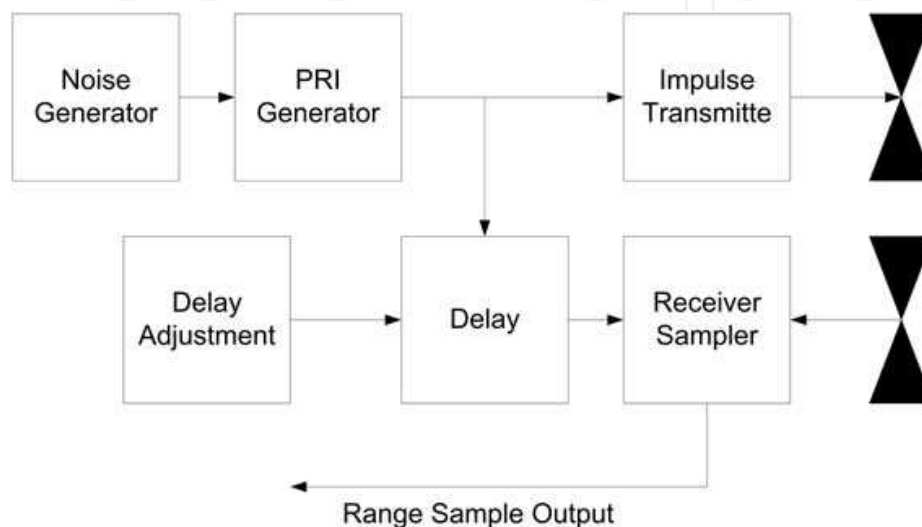 Noise
Generator
PRI
Generator
Impulse
Transmitte
Delay
Adjustment
Delay
Receiver
Sampler
Range Sample Output